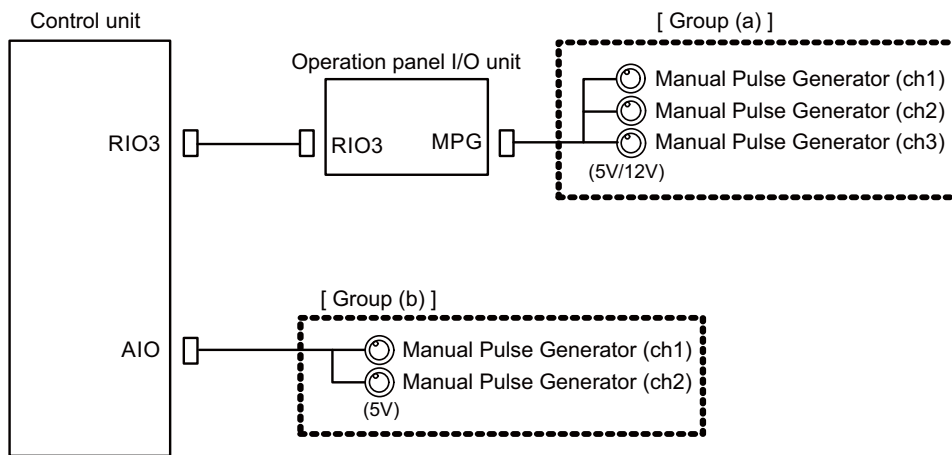 Control unit
[ Group (a) ]
Operation panel I/O unit
Manual Pulse Generator (ch1)
Manual Pulse Generator (ch2)
RIO3
RIO3
MPG
Manual Pulse Generator (ch3)
(5V/12V)
[ Group (b) ]
AIO
Manual Pulse Generator (ch1)
Manual Pulse Generator (ch2)
(5V)